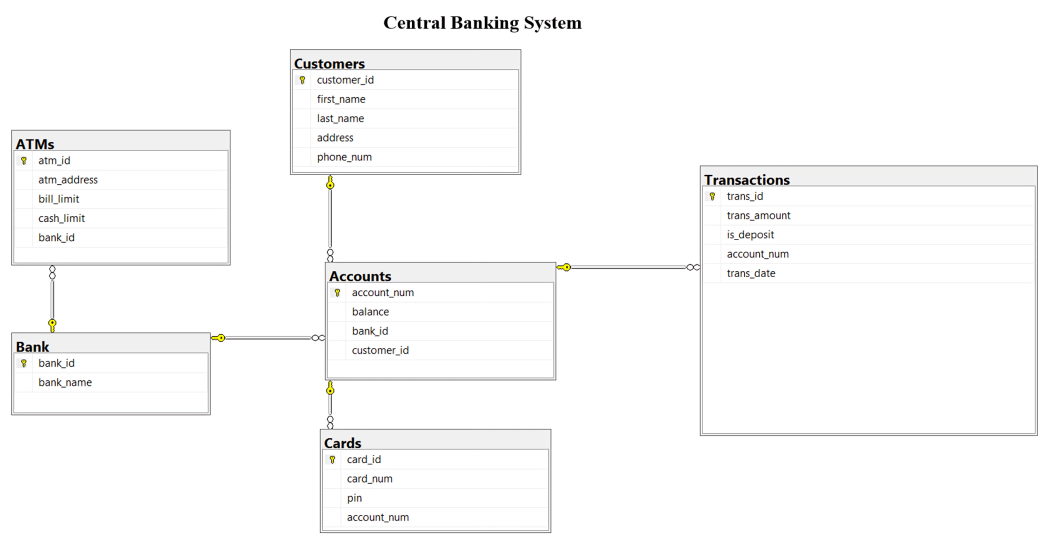 Central Banking System
Customers
customer_id
first_name
last_name
address
phone_num
ATMs
atm_id
atm_address
bill_limit
cash_limit
bank_id
Transactions
trans_id
trans_amount
is_deposit
account_num
trans_date
Accounts
account_num
balance
bank_id
customer_id
Bank
bank_id
bank_name
Cards
card_id
card_num
pin
account_num